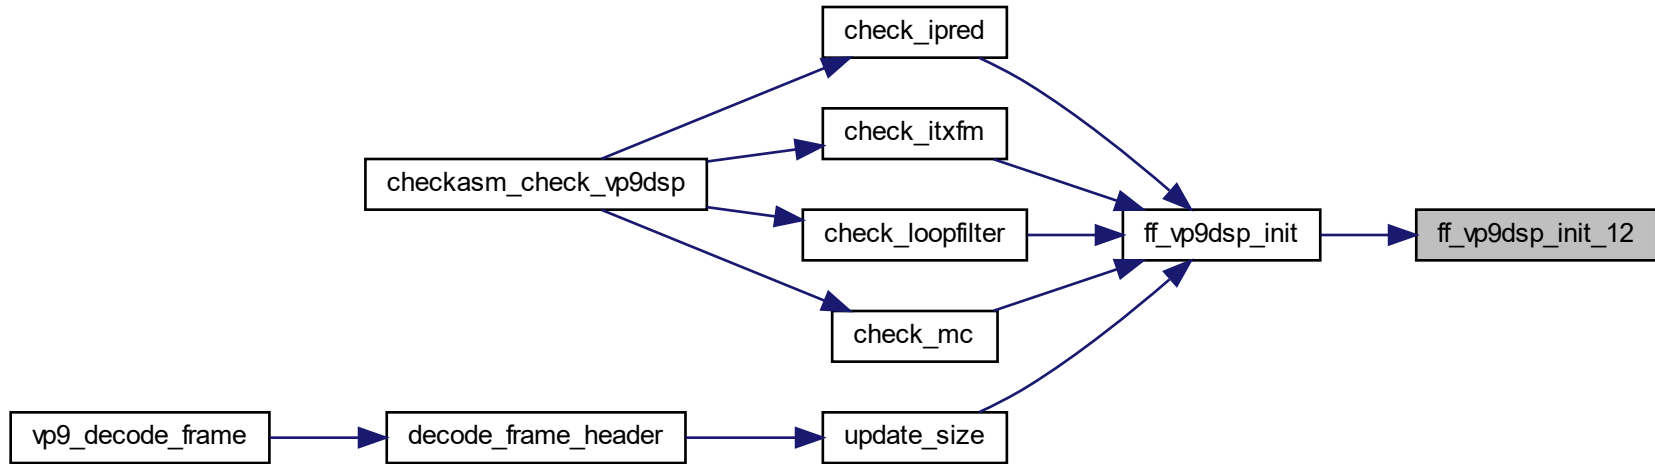 check_ipred
check_itxfm
checkasm_check_vp9dsp
check_loopfilter
ff_vp9dsp_init
ff_vp9dsp_init_12
check_mc
vp9_decode_frame
decode_frame_header
update_size